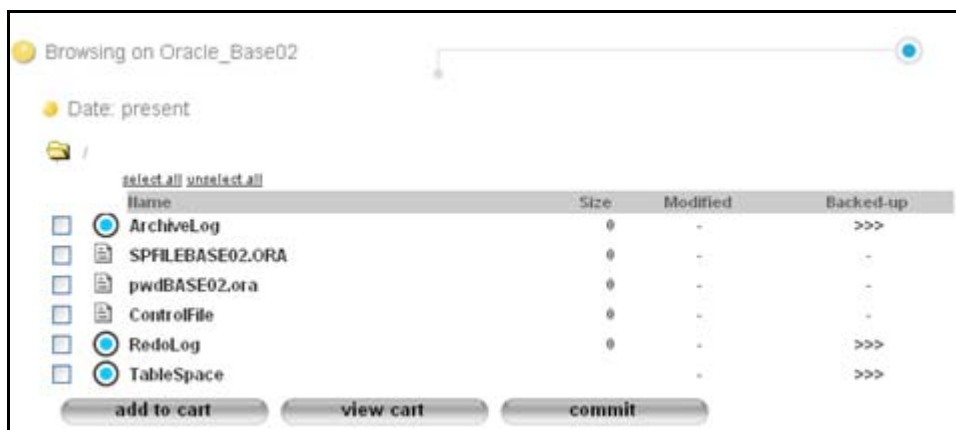 Browsing on Oracle_Base02
Date: present
/
select all unselect all
Name Size Modified Backed-up
ArchiveLog 0 - >>>
SPFILEBASE02.ORA 0 - -
pwdBASE02.ora 0 - -
ControlFile 0 - -
RedoLog 0 - >>>
TableSpace - >>>
add to cart view cart commit